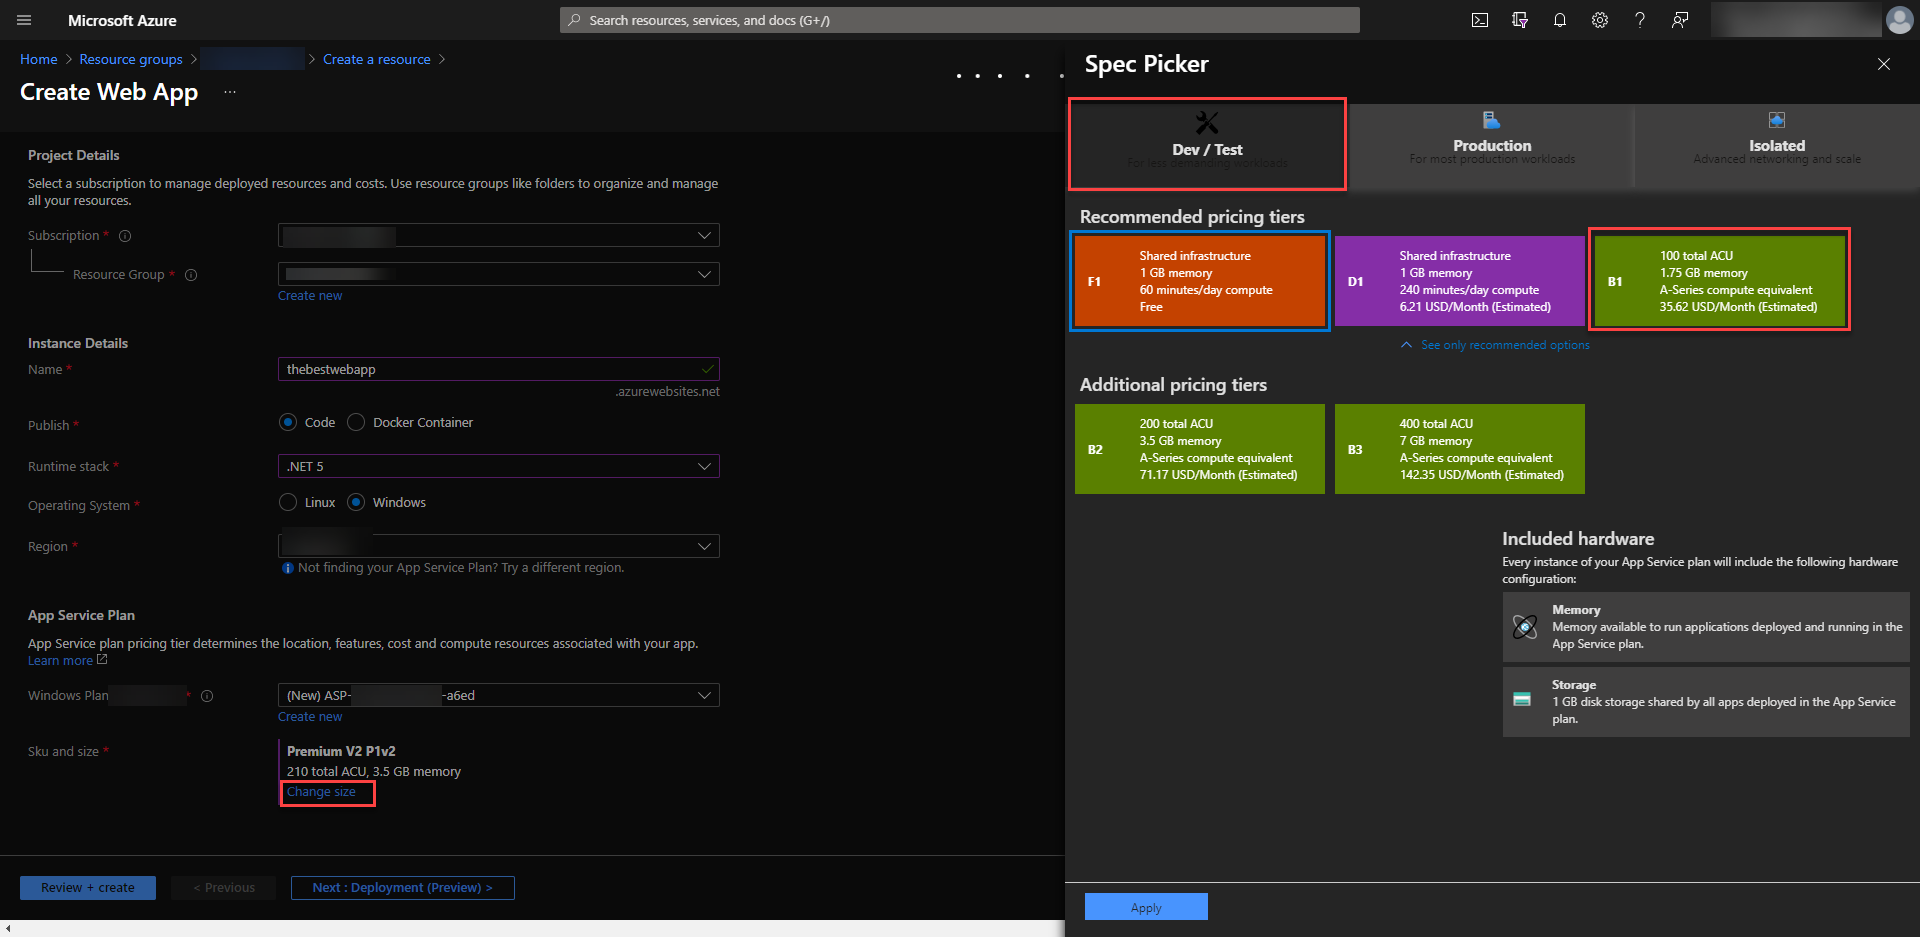 Microsoft Azure
Search resources, services, and docs (G+/)
Home > Resource groups > > Create a resource >
Create Web App ...
Project Details
Select a subscription to manage deployed resources and costs. Use resource groups like folders to organize and manage
all your resources.
Subscription *
Resource Group *
Create new
Instance Details
Name *
thebestwebapp
.azurewebsites.net
Publish *
Code
Docker Container
Runtime stack *
.NET 5
Operating System *
Linux
Windows
Region *
Not finding your App Service Plan? Try a different region.
App Service Plan
App Service plan pricing tier determines the location, features, cost and compute resources associated with your app.
Learn more
Windows Plan *
(New) ASP- -a6ed
Create new
Sku and size *
Premium V2 P1v2
210 total ACU, 3.5 GB memory
Change size
Review + create
< Previous
Next : Deployment (Preview) >
Spec Picker
Dev / Test
For less demanding workloads
Production
For most production workloads
Isolated
Advanced networking and scale
Recommended pricing tiers
F1
Shared infrastructure
1 GB memory
60 minutes/day compute
Free
D1
Shared infrastructure
1 GB memory
240 minutes/day compute
6.21 USD/Month (Estimated)
B1
100 total ACU
1.75 GB memory
A-Series compute equivalent
35.62 USD/Month (Estimated)
See only recommended options
Additional pricing tiers
B2
200 total ACU
3.5 GB memory
A-Series compute equivalent
71.17 USD/Month (Estimated)
B3
400 total ACU
7 GB memory
A-Series compute equivalent
142.35 USD/Month (Estimated)
Included hardware
Every instance of your App Service plan will include the following hardware
configuration:
Memory
Memory available to run applications deployed and running in the
App Service plan.
Storage
1 GB disk storage shared by all apps deployed in the App Service
plan.
Apply